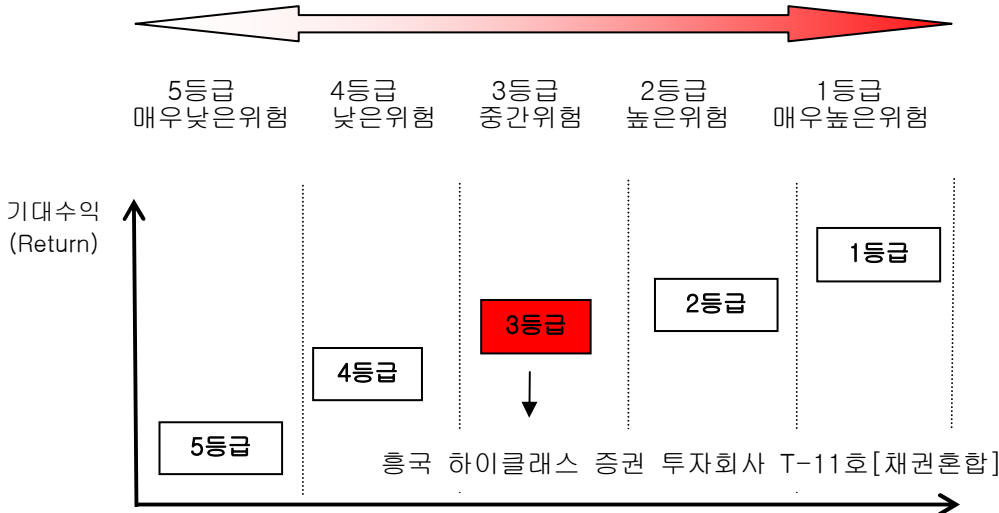 5등급 4등급 3등급 2등급 1등급
매우낮은위험 낮은위험 중간위험 높은위험 매우높은위험
기대수익
(Return)
1등급
2등급
3등급
4등급
5등급
흥국 하이클래스 증권 투자회사 T-11호[채권혼합]